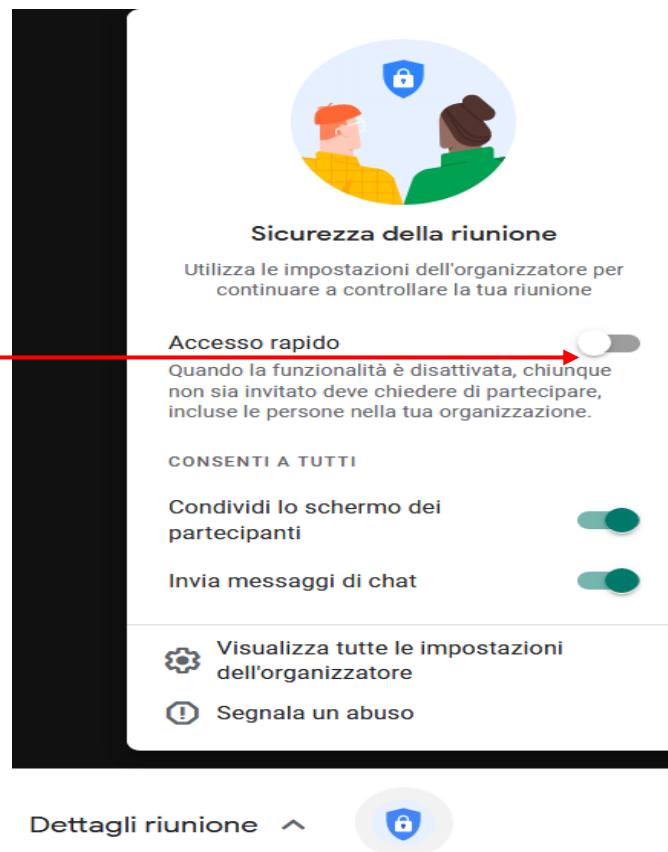 Sicurezza della riunione
Utilizza le impostazioni dell'organizzatore per
continuare a controllare la tua riunione
Accesso rapido
Quando la funzionalità è disattivata, chiunque
non sia invitato deve chiedere di partecipare,
incluse le persone nella tua organizzazione.
CONSENTI A TUTTI
Condividi lo schermo dei
partecipanti
Invia messaggi di chat
Visualizza tutte le impostazioni
dell'organizzatore
Segnala un abuso
Dettagli riunione